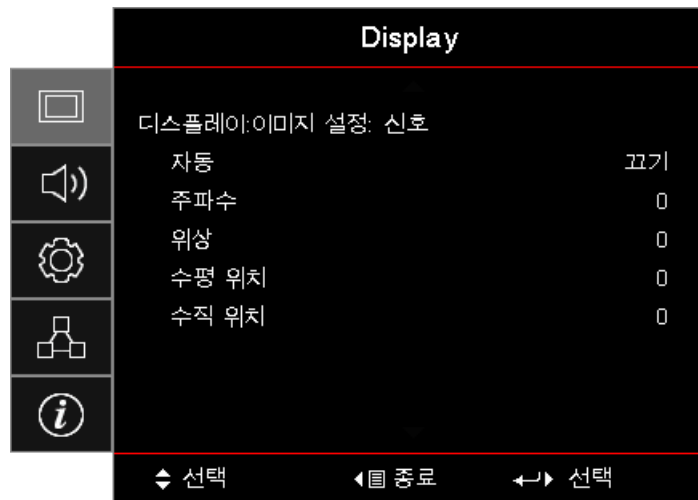 Display
디스플레이:이미지 설정: 신호
자동 끄기
주파수 0
위상 0
수평 위치 0
수직 위치 0
선택 종료 선택